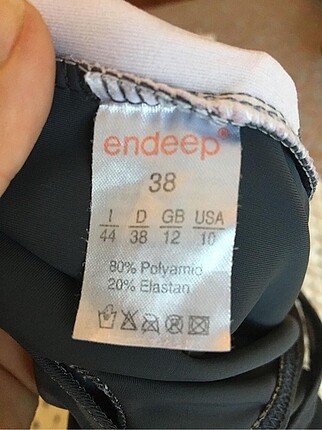 endeep®
38
I D GB USA
44 38 12 10
80% Polyamid
20% Elastan